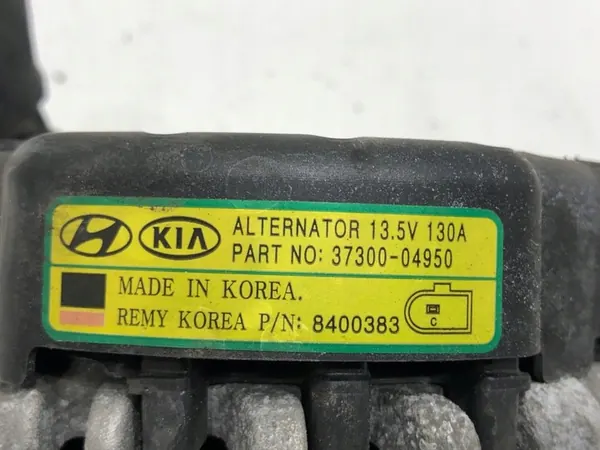 KIA ALTERNATOR 13.5V 130A
PART NO: 37300-04950
MADE IN KOREA.
REMY KOREA P/N: 8400383
C